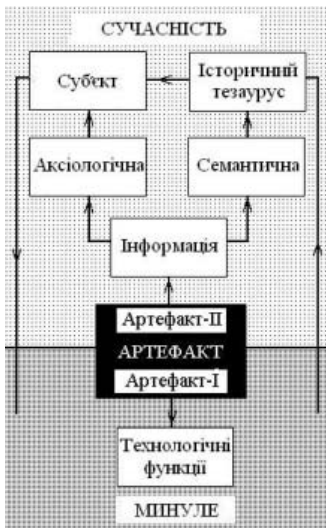 СУЧАСНІСТЬ
Суб'єкт
Історичний
тезаурус
Аксіологічна
Семантична
Інформація
Артефакт-ІІ
АРТЕФАКТ
Артефакт-І
Технологічні
функції
МИНУЛЕ